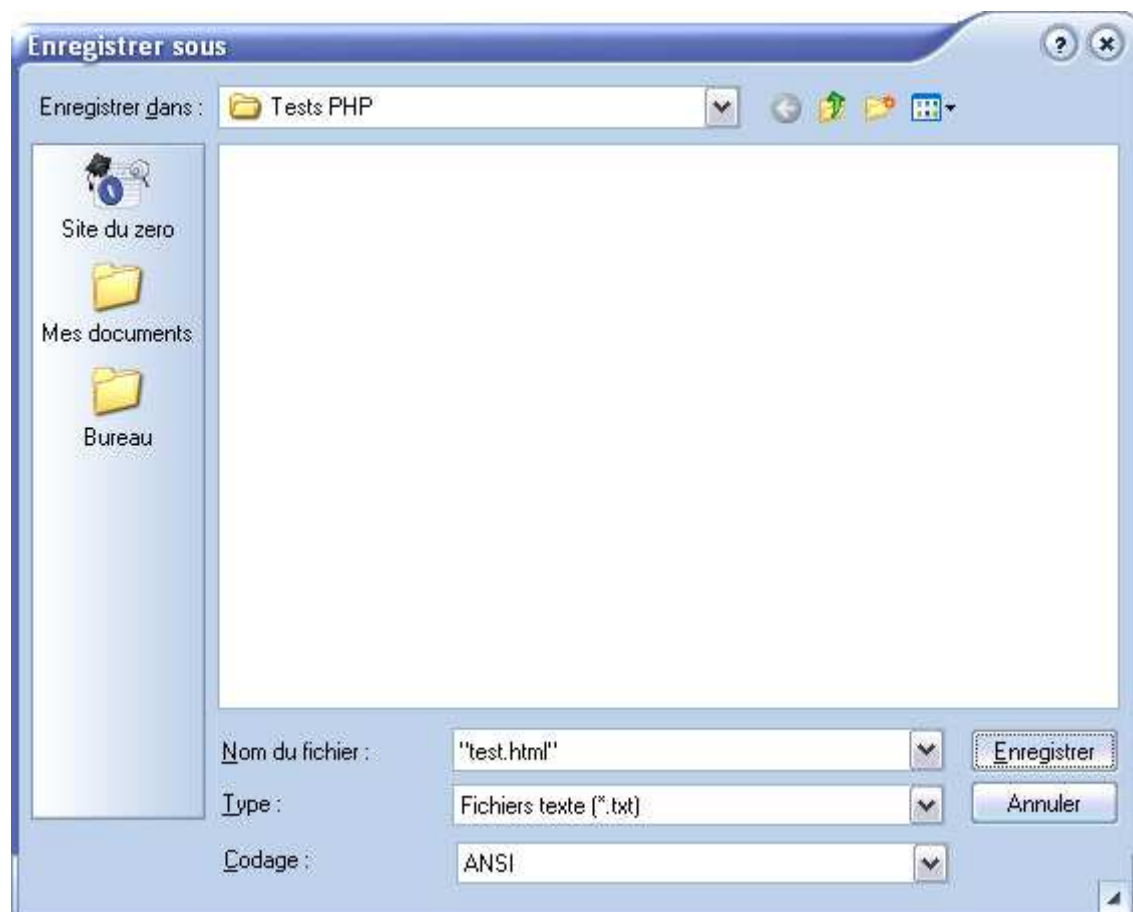 Enregistrer sous
Enregistrer dans :
Tests PHP
Site du zero
Mes documents
Bureau
Nom du fichier :
"test.html"
Enregistrer
Type :
Fichiers texte (*.txt)
Annuler
Codage :
ANSI